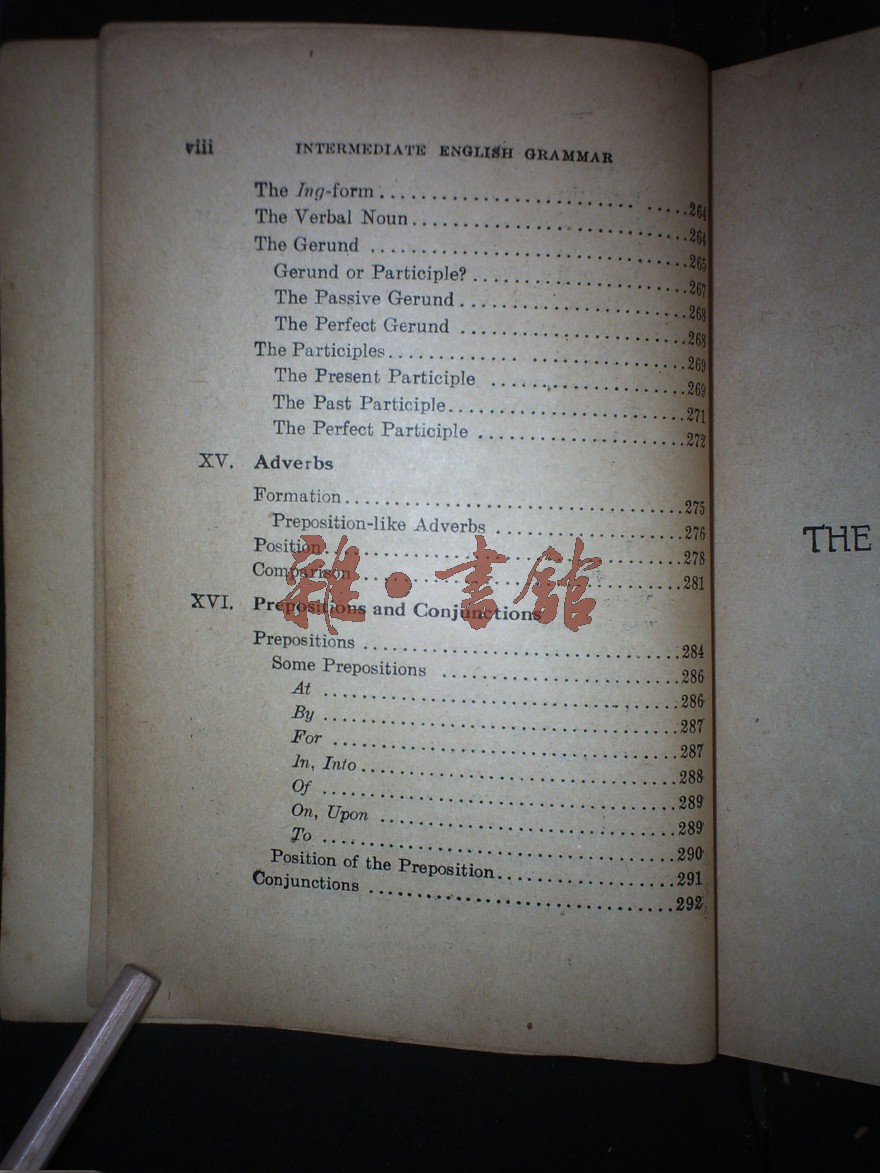 viii INTERMEDIATE ENGLISH GRAMMAR
The Ing-form ........................ 264
The Verbal Noun ........................ 264
The Gerund ........................ 265
Gerund or Participle? ........................ 267
The Passive Gerund ........................ 268
The Perfect Gerund ........................ 268
The Participles ........................ 269
The Present Participle ........................ 269
The Past Participle ........................ 271
The Perfect Participle ........................ 272
XV. Adverbs
Formation ........................ 275
Preposition-like Adverbs ........................ 276
Position ........................ 278
Comparison ........................ 281
XVI. Prepositions and Conjunctions
Prepositions ........................ 284
Some Prepositions ........................ 286
At ........................ 286
By ........................ 287
For ........................ 287
In, Into ........................ 288
Of ........................ 289
On, Upon ........................ 289
To ........................ 290
Position of the Preposition ........................ 291
Conjunctions ........................ 292
THE
雜·書館